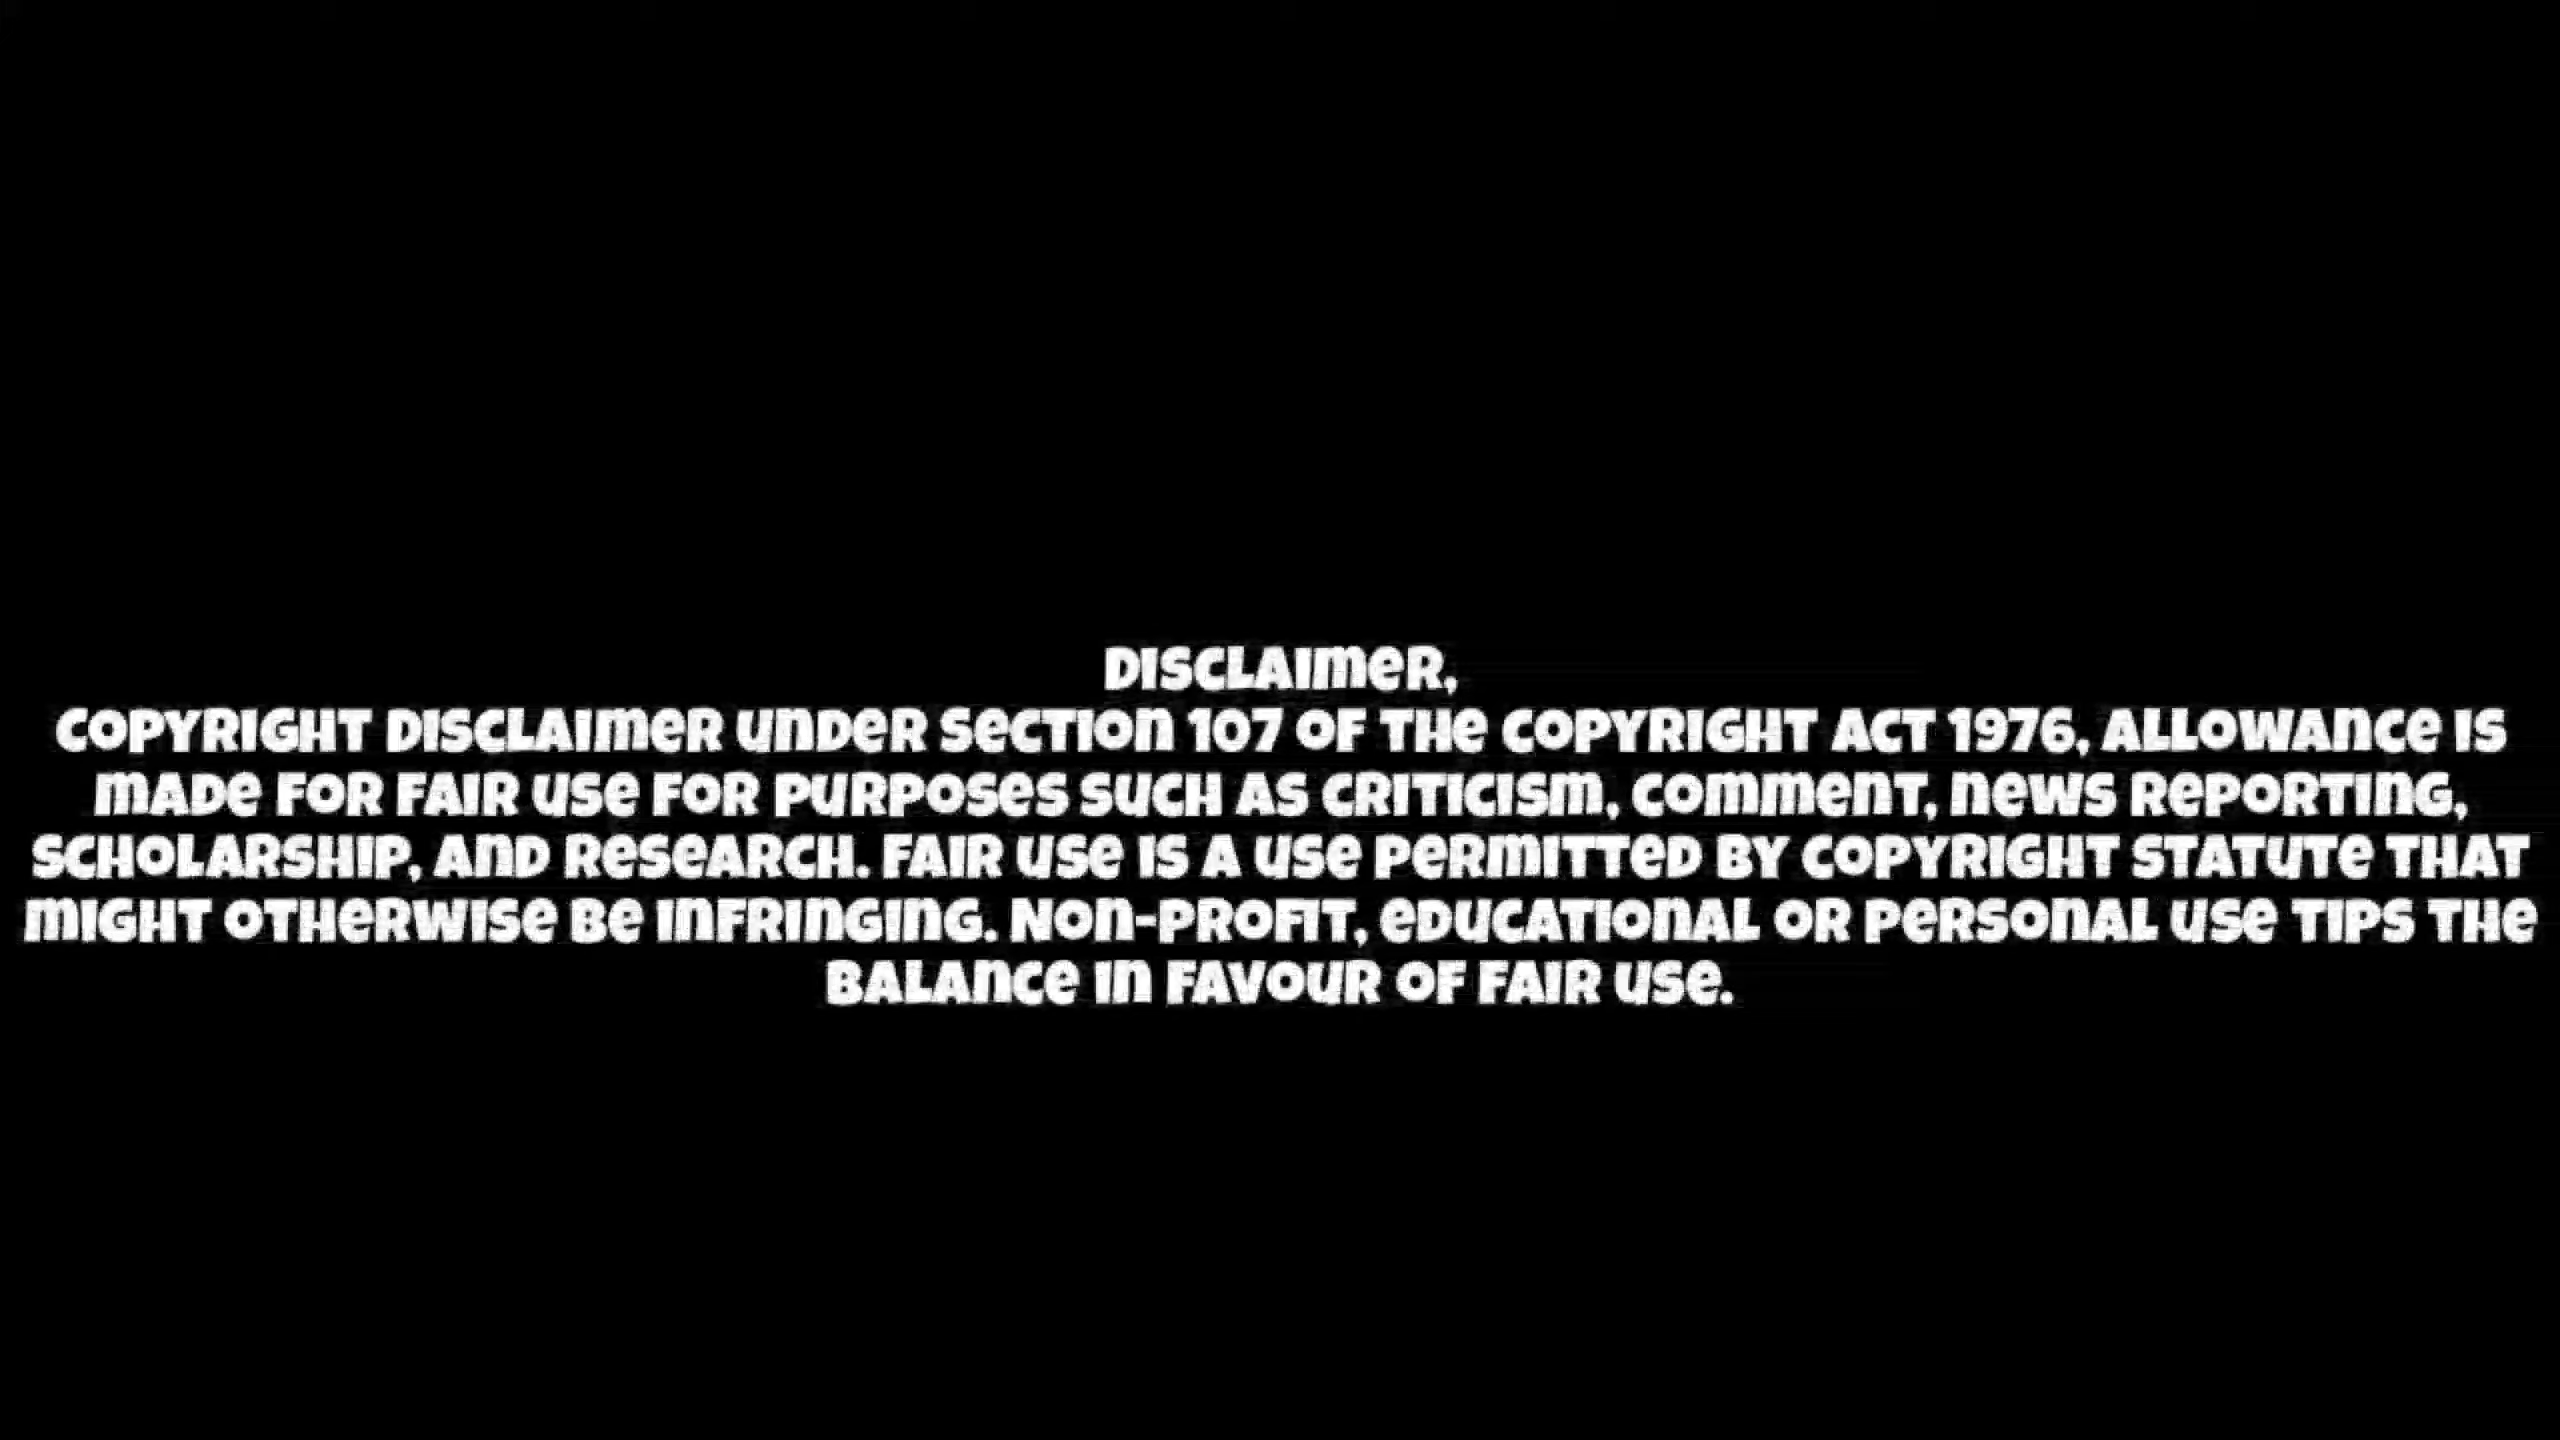 DISCLAIMER,
COPYRIGHT DISCLAIMER UNDER SECTION 107 OF THE COPYRIGHT ACT 1976, ALLOWANCE IS
MADE FOR FAIR USE FOR PURPOSES SUCH AS CRITICISM, COMMENT, NEWS REPORTING,
SCHOLARSHIP, AND RESEARCH. FAIR USE IS A USE PERMITTED BY COPYRIGHT STATUTE THAT
MIGHT OTHERWISE BE INFRINGING. NON-PROFIT, EDUCATIONAL OR PERSONAL USE TIPS THE
BALANCE IN FAVOUR OF FAIR USE.